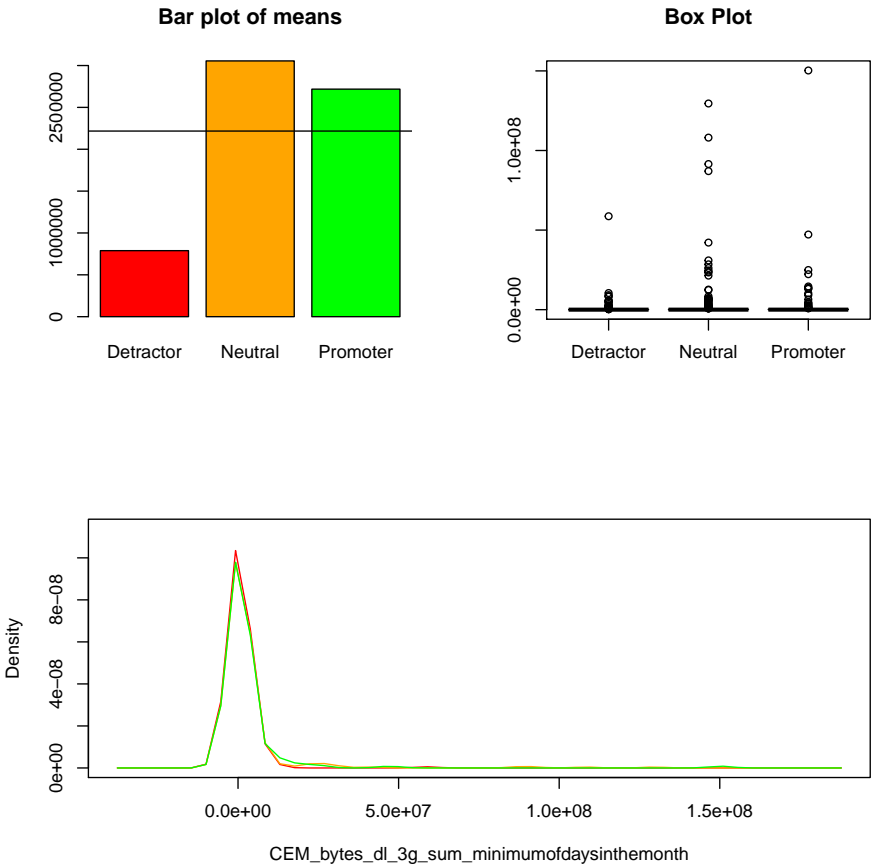 Bar plot of means
2500000
1000000
0
Detractor Neutral Promoter
Box Plot
1.0e+08
0.0e+00
Detractor Neutral Promoter
Density
8e−08
4e−08
0e+00
0.0e+00 5.0e+07 1.0e+08 1.5e+08
CEM_bytes_dl_3g_sum_minimumofdaysinthemonth